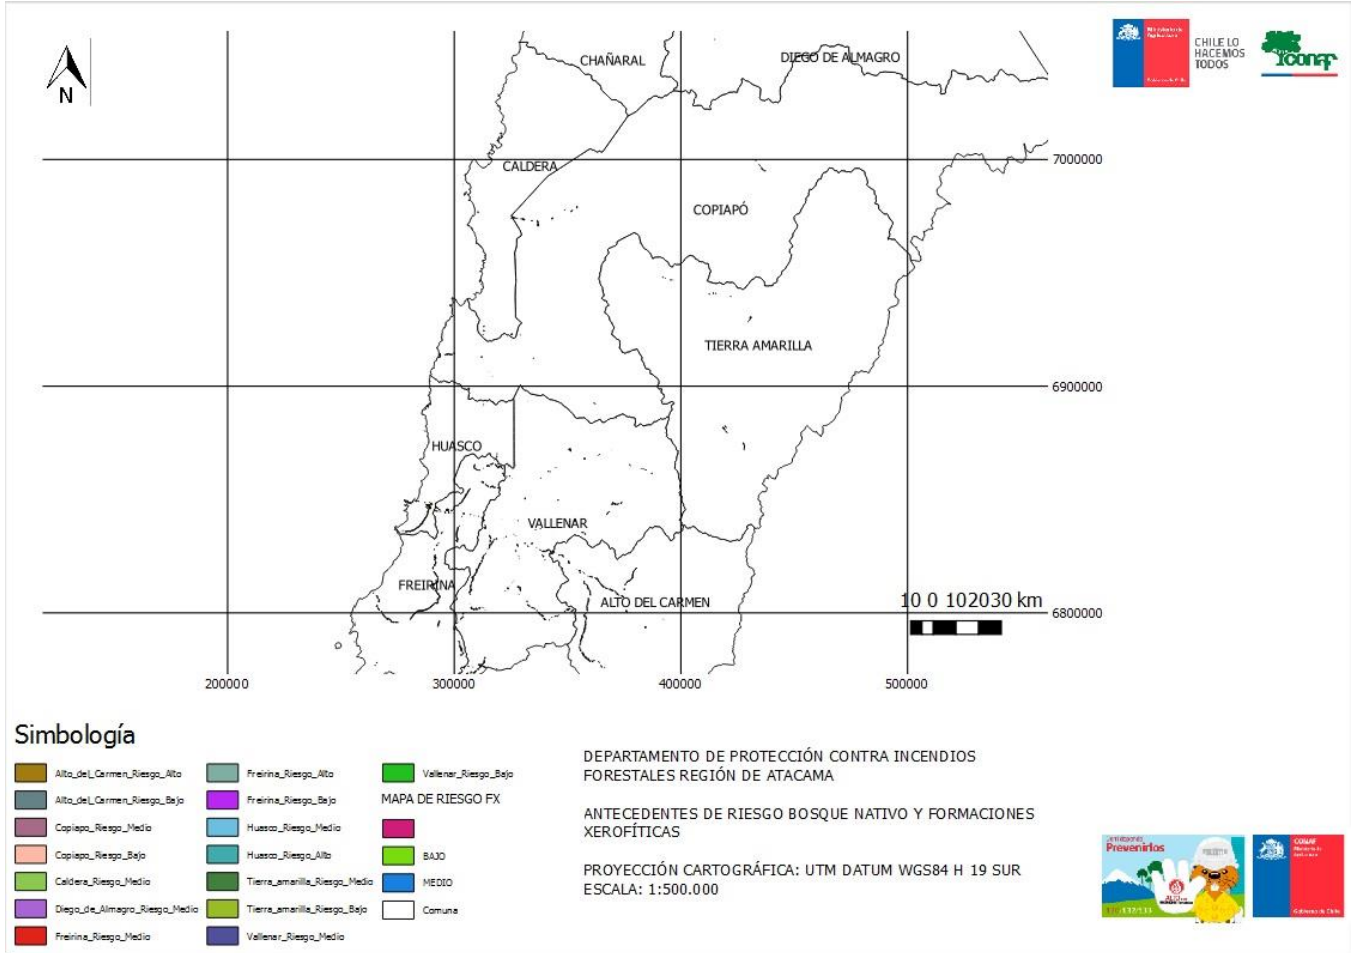 N
CHAÑARAL
DIEGO DE ALMAGRO
CHILE LO
HACEMOS
TODOS
conaf
CALDERA
7000000
COPIAPÓ
TIERRA AMARILLA
6900000
HUASCO
VALLENAR
FREIRINA
ALTO DEL CARMEN
10 0 102030 km
6800000
200000
300000
400000
500000
Simbología
Alto_del_Carmen_Riesgo_Alto
Alto_del_Carmen_Riesgo_Bajo
Copiapo_Riesgo_Medio
Copiapo_Riesgo_Bajo
Caldera_Riesgo_Medio
Diego_de_Almagro_Riesgo_Medio
Freirina_Riesgo_Medio
Freirina_Riesgo_Alto
Freirina_Riesgo_Bajo
Huasco_Riesgo_Medio
Huasco_Riesgo_Alto
Tierra_amarilla_Riesgo_Medio
Tierra_amarilla_Riesgo_Bajo
Vallenar_Riesgo_Medio
Vallenar_Riesgo_Bajo
MAPA DE RIESGO FX
BAJO
MEDIO
Comuna
DEPARTAMENTO DE PROTECCIÓN CONTRA INCENDIOS
FORESTALES REGIÓN DE ATACAMA
ANTECEDENTES DE RIESGO BOSQUE NATIVO Y FORMACIONES
XEROFÍTICAS
PROYECCIÓN CARTOGRÁFICA: UTM DATUM WGS84 H 19 SUR
ESCALA: 1:500.000
Prevenirlos
CONAF